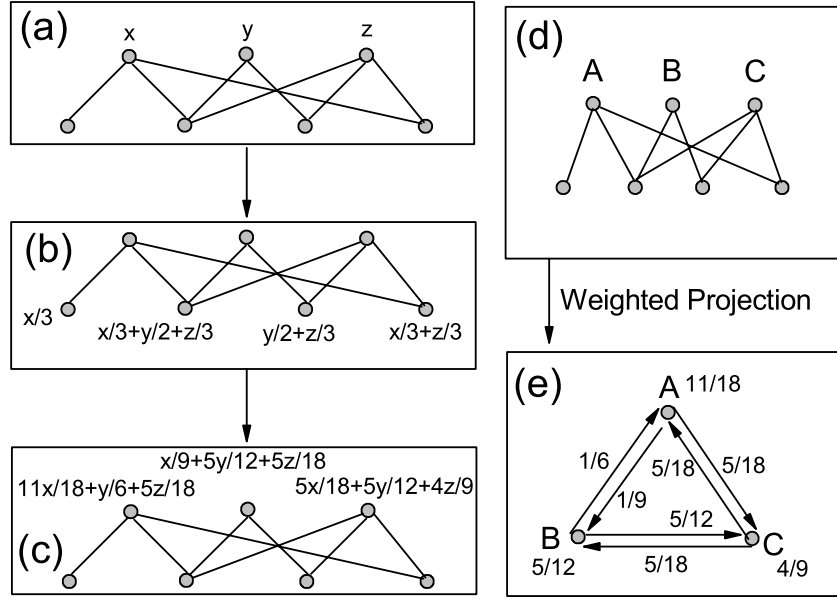 (a)
x
y
z
(b)
x/3
x/3+y/2+z/3
y/2+z/3
x/3+z/3
x/9+5y/12+5z/18
11x/18+y/6+5z/18
5x/18+5y/12+4z/9
(c)
(d)
A
B
C
Weighted Projection
(e)
A
11/18
1/6
1/9
5/18
5/18
5/12
B
C
5/12
5/18
4/9